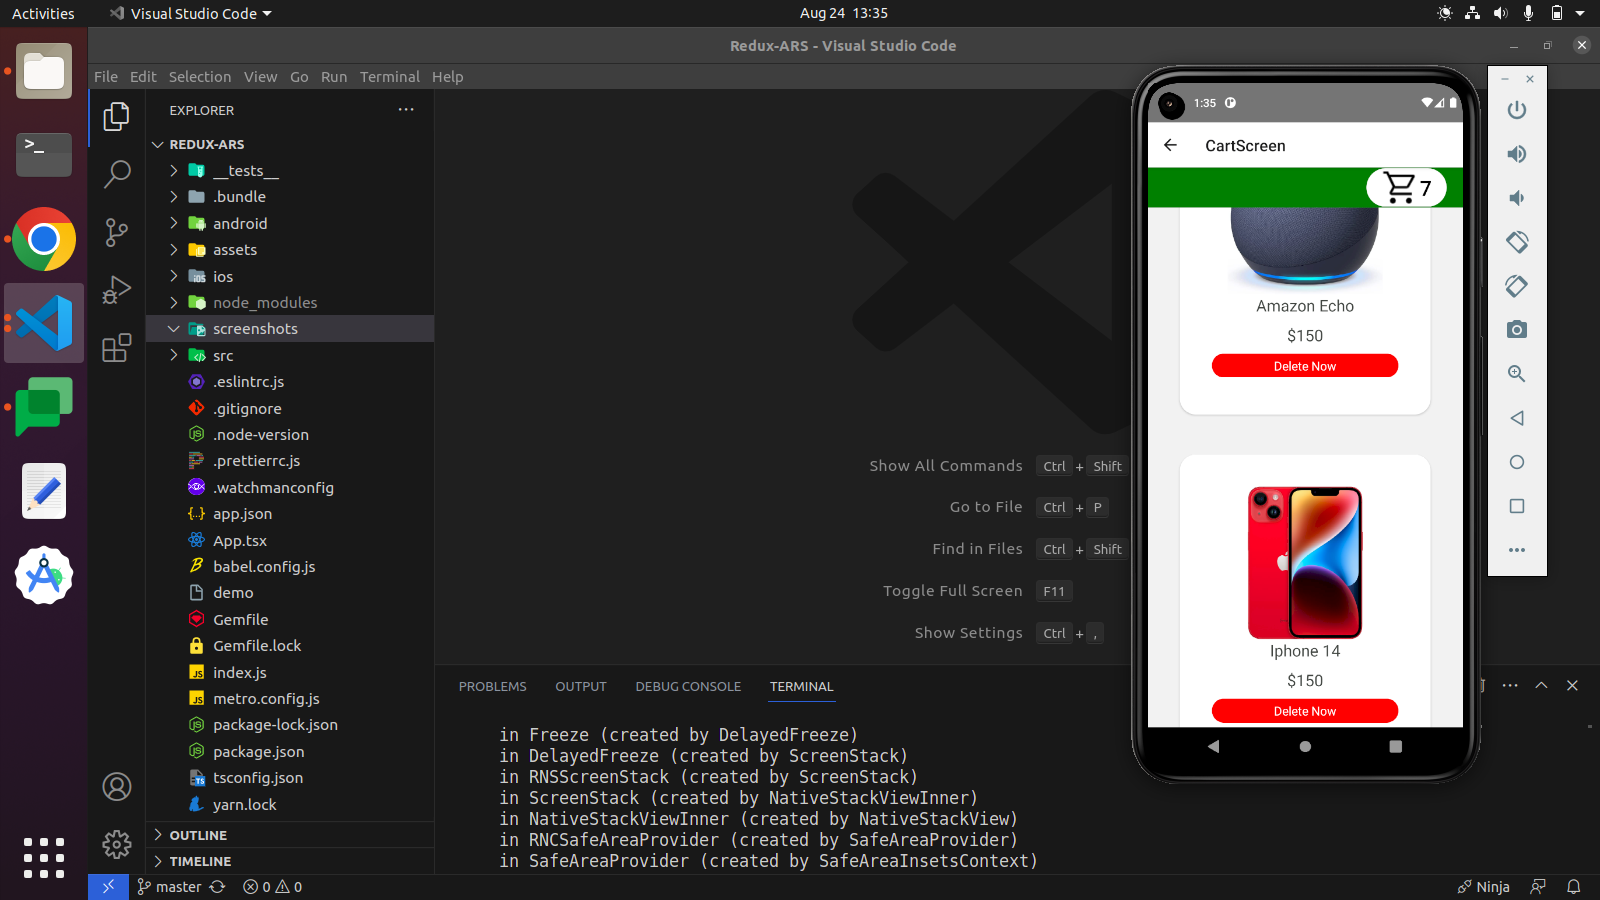 Activities
Visual Studio Code
Aug 24 13:35
Redux-ARS - Visual Studio Code
File Edit Selection View Go Run Terminal Help
EXPLORER
REDUX-ARS
__tests__
.bundle
android
assets
ios
node_modules
screenshots
src
.eslintrc.js
.gitignore
.node-version
.prettierrc.js
.watchmanconfig
app.json
App.tsx
babel.config.js
demo
Gemfile
Gemfile.lock
index.js
metro.config.js
package-lock.json
package.json
tsconfig.json
yarn.lock
OUTLINE
TIMELINE
Show All Commands Ctrl + Shift
Go to File Ctrl + P
Find in Files Ctrl + Shift
Toggle Full Screen F11
Show Settings Ctrl + ,
PROBLEMS OUTPUT DEBUG CONSOLE TERMINAL
in Freeze (created by DelayedFreeze)
in DelayedFreeze (created by ScreenStack)
in RNSScreenStack (created by ScreenStack)
in ScreenStack (created by NativeStackViewInner)
in NativeStackViewInner (created by NativeStackView)
in RNCSafeAreaProvider (created by SafeAreaProvider)
in SafeAreaProvider (created by SafeAreaInsetsContext)
1:35
CartScreen
7
Amazon Echo
$150
Delete Now
Iphone 14
$150
Delete Now
master
0 0
Ninja